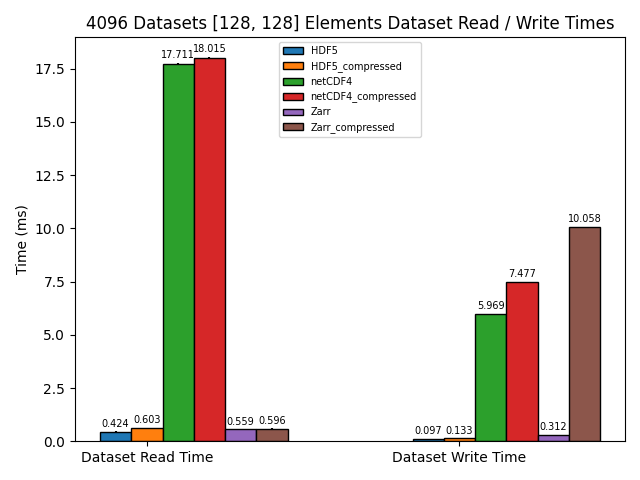 4096 Datasets [128, 128] Elements Dataset Read / Write Times
HDF5
HDF5_compressed
netCDF4
netCDF4_compressed
Zarr
Zarr_compressed
Time (ms)
17.5
15.0
12.5
10.0
7.5
5.0
2.5
0.0
0.424
0.603
17.711
18.015
0.559
0.596
0.097
0.133
5.969
7.477
0.312
10.058
Dataset Read Time
Dataset Write Time